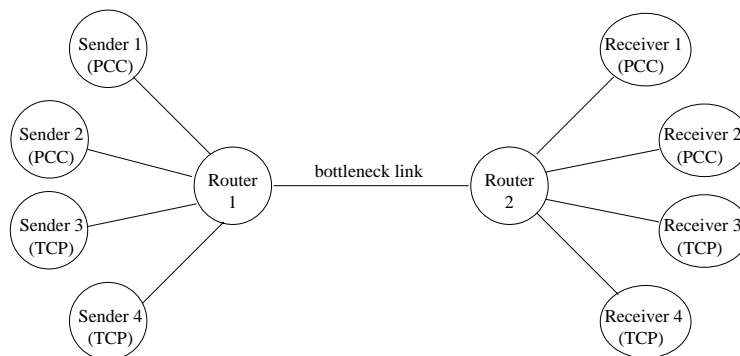 Sender 1
(PCC)
Receiver 1
(PCC)
Sender 2
(PCC)
Receiver 2
(PCC)
Router
1
bottleneck link
Router
2
Sender 3
(TCP)
Receiver 3
(TCP)
Sender 4
(TCP)
Receiver 4
(TCP)